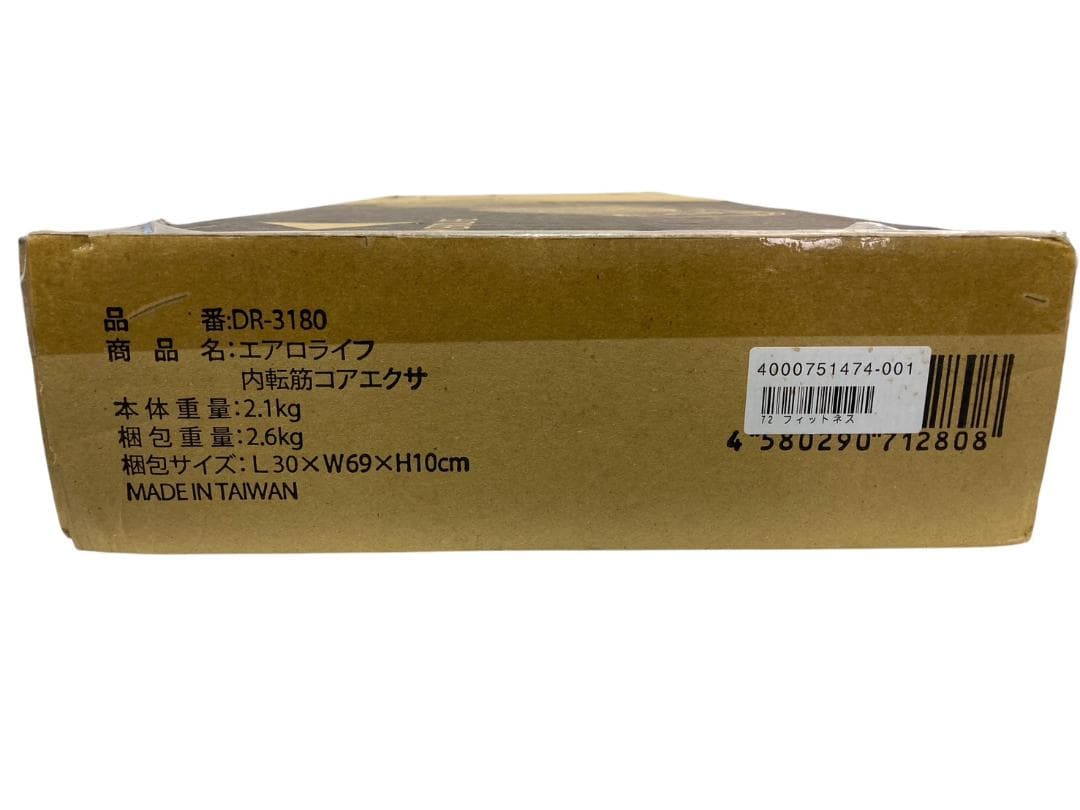 品 番:DR-3180
商品名:エアロライフ
内転筋コアエクサ
本体重量:2.1kg
梱包重量:2.6kg
梱包サイズ:L30×W69×H10cm
MADE IN TAIWAN
4000751474-001
72 フィットネス
4 580290 712808